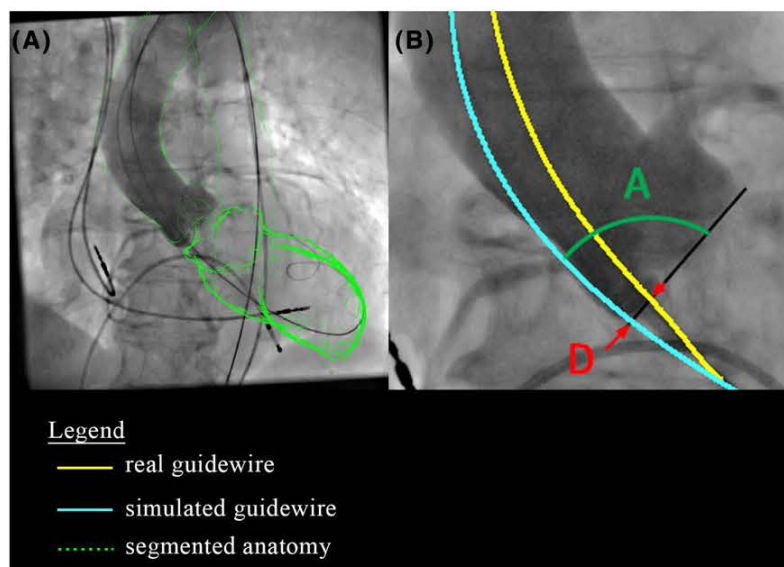 (A)
(B)
A
D
Legend
real guidewire
simulated guidewire
segmented anatomy